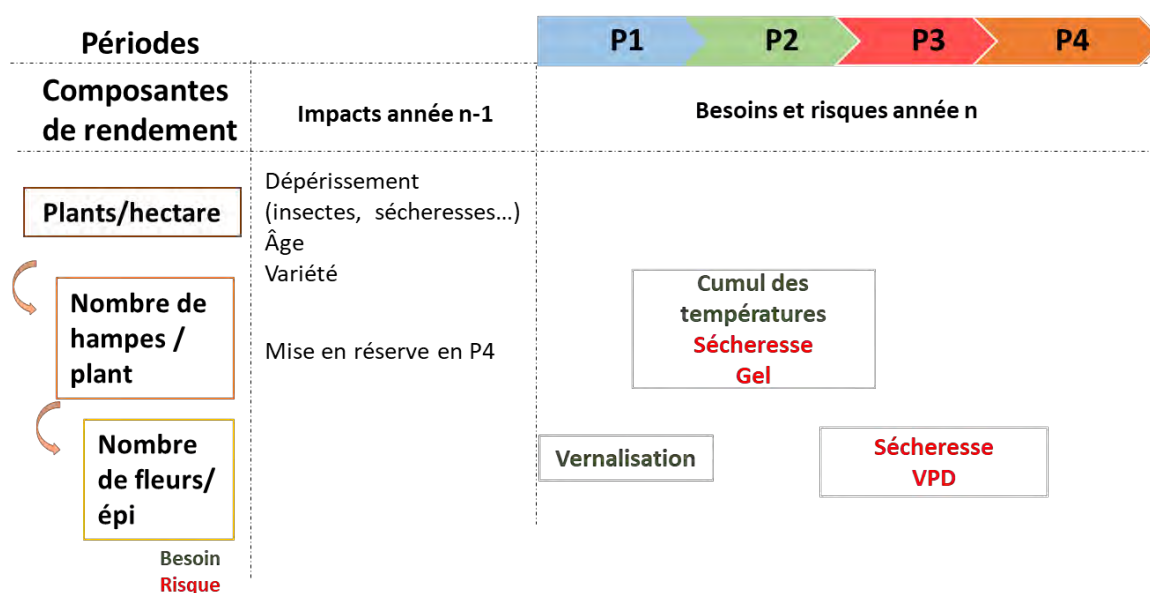 Périodes
P1
P2
P3
P4
Composantes
de rendement
Impacts année n-1
Besoins et risques année n
Plants/hectare
Dépérissement
(insectes, sécheresses…)
Âge
Variété
Nombre de
hampes /
plant
Mise en réserve en P4
Cumul des
températures
Sécheresse
Gel
Nombre
de fleurs/
épi
Vernalisation
Sécheresse
VPD
Besoin
Risque